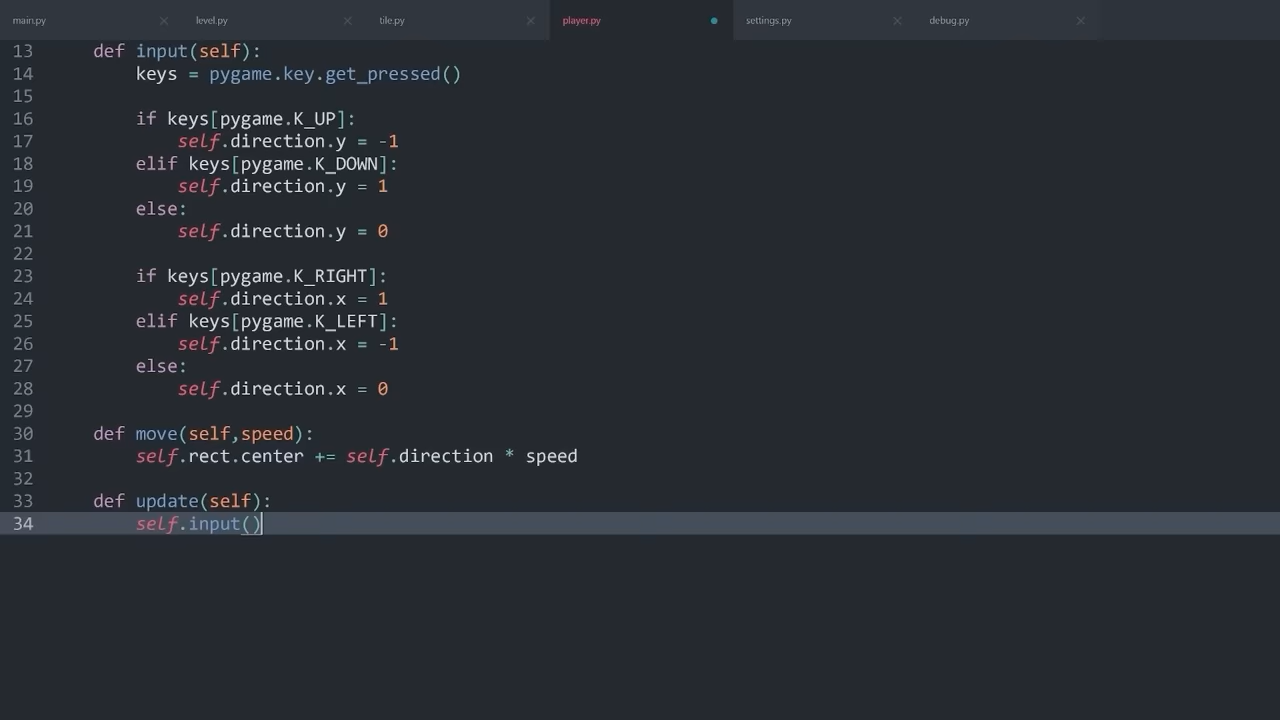 main.py level.py tile.py player.py settings.py debug.py
13 def input(self):
14 keys = pygame.key.get_pressed()
15
16 if keys[pygame.K_UP]:
17 self.direction.y = -1
18 elif keys[pygame.K_DOWN]:
19 self.direction.y = 1
20 else:
21 self.direction.y = 0
22
23 if keys[pygame.K_RIGHT]:
24 self.direction.x = 1
25 elif keys[pygame.K_LEFT]:
26 self.direction.x = -1
27 else:
28 self.direction.x = 0
29
30 def move(self,speed):
31 self.rect.center += self.direction * speed
32
33 def update(self):
34 self.input()